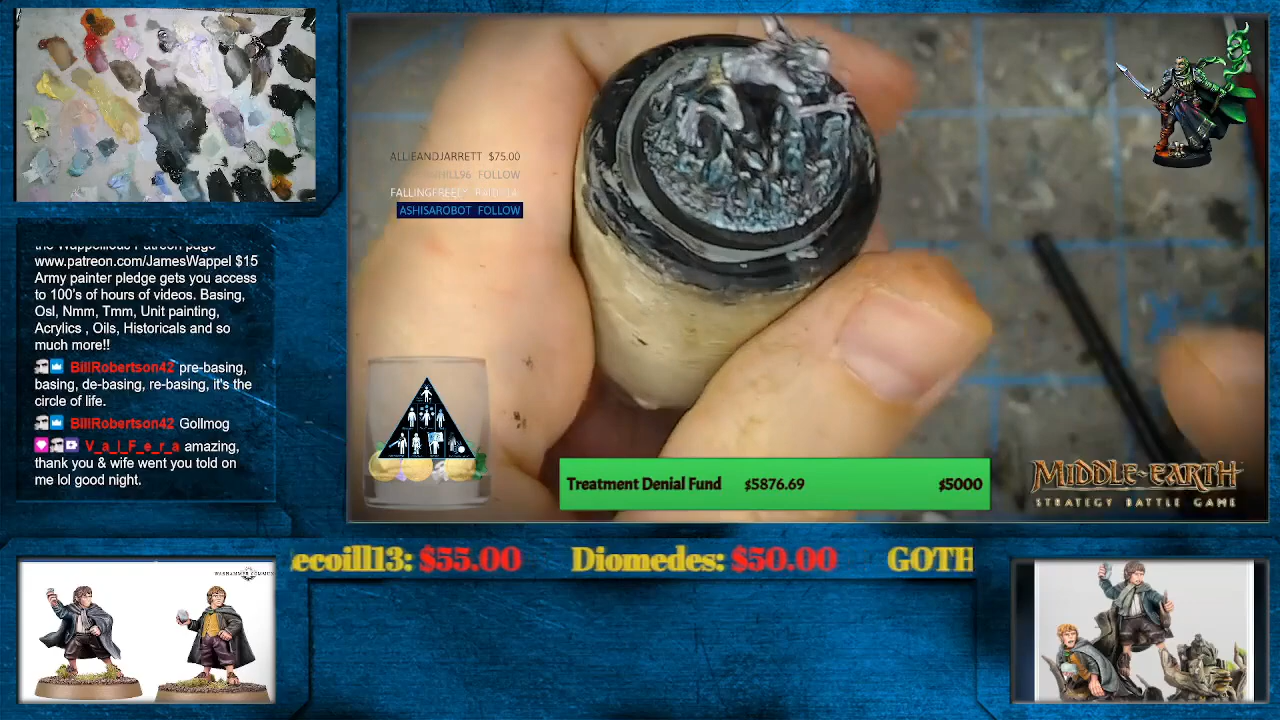 ALLIEANDJARRETT $75.00
FOLLOW
ASHISAROBOT FOLLOW
the Wappellious Patreon page
www.patreon.com/JamesWappel $15
Army painter pledge gets you access
to 100's of hours of videos. Basing,
Osl, Nmm, Tmm, Unit painting,
Acrylics , Oils, Historicals and so
much more!!
BillRobertson42 pre-basing,
basing, de-basing, re-basing, it's the
circle of life.
BillRobertson42 Gollmog
V_a_l_F_e_r_a amazing,
thank you & wife went you told on
me lol good night.
Treatment Denial Fund $5876.69 $5000
MIDDLE-EARTH
STRATEGY BATTLE GAME
ecoill13: $55.00 Diomedes: $50.00 GOTH